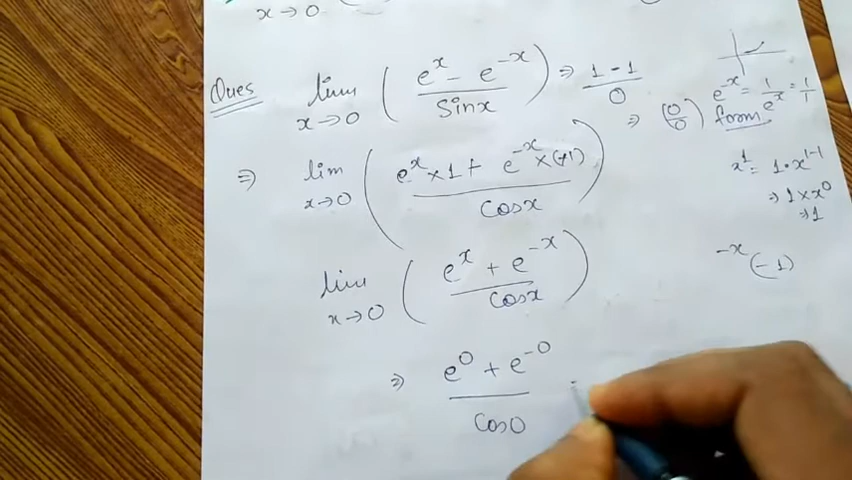 x → 0
Ques lim x → 0 ( e^x - e^-x / Sinx ) ⇒ 1 - 1 / 0
e^-x = 1 / e^x = 1 / 1
⇒ (0/0) form
⇒ lim x → 0 ( e^x × 1 + e^-x × (+1) / Cosx )
x^1 = 1 · x^1-1
⇒ 1 × x^0
⇒ 1
lim x → 0 ( e^x + e^-x / Cosx )
-x (-1)
⇒ e^0 + e^-0 / Cos0